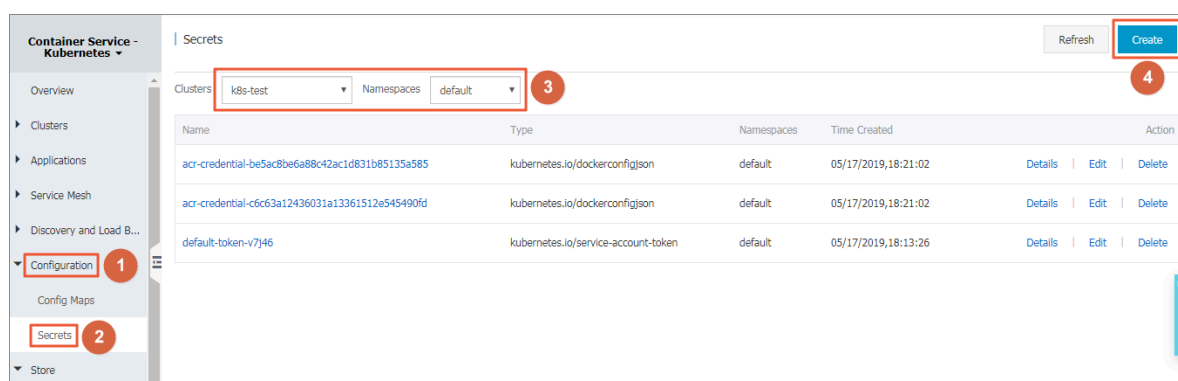 Container Service -
Kubernetes
Overview
Clusters
Applications
Service Mesh
Discovery and Load B...
Configuration
1
Config Maps
Secrets
2
Store
Secrets
Refresh
Create
4
Clusters k8s-test Namespaces default 3
Name Type Namespaces Time Created Action
acr-credential-be5ac8be6a88c42ac1d831b85135a585 kubernetes.io/dockerconfigjson default 05/17/2019,18:21:02 Details | Edit | Delete
acr-credential-c6c63a12436031a13361512e545490fd kubernetes.io/dockerconfigjson default 05/17/2019,18:21:02 Details | Edit | Delete
default-token-v7j46 kubernetes.io/service-account-token default 05/17/2019,18:13:26 Details | Edit | Delete